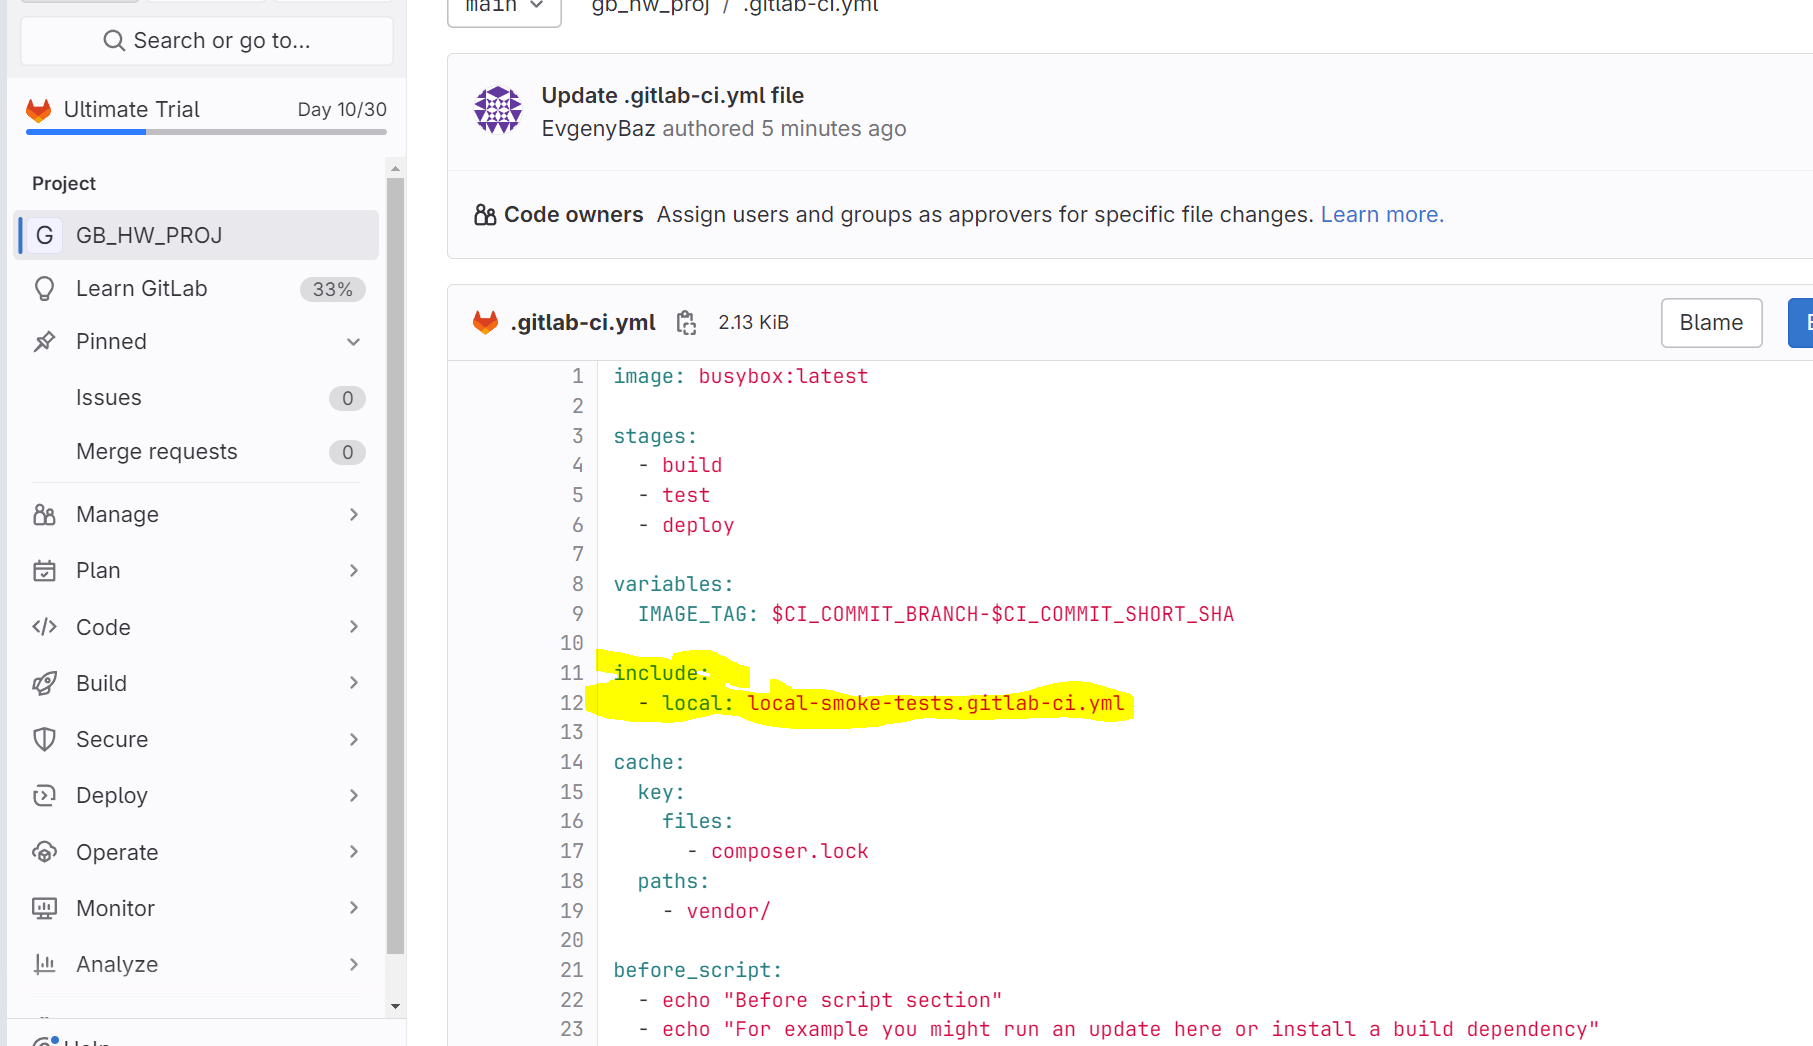 Search or go to...
Ultimate Trial
Day 10/30
Project
G GB_HW_PROJ
Learn GitLab
33%
Pinned
Issues
0
Merge requests
0
Manage
Plan
Code
Build
Secure
Deploy
Operate
Monitor
Analyze
Help
main
gb_hw_proj / .gitlab-ci.yml
Update .gitlab-ci.yml file
EvgenyBaz authored 5 minutes ago
Code owners Assign users and groups as approvers for specific file changes. Learn more.
.gitlab-ci.yml
2.13 KiB
Blame
1 image: busybox:latest
2
3 stages:
4 - build
5 - test
6 - deploy
7
8 variables:
9 IMAGE_TAG: $CI_COMMIT_BRANCH-$CI_COMMIT_SHORT_SHA
10
11 include:
12 - local: local-smoke-tests.gitlab-ci.yml
13
14 cache:
15 key:
16 files:
17 - composer.lock
18 paths:
19 - vendor/
20
21 before_script:
22 - echo "Before script section"
23 - echo "For example you might run an update here or install a build dependency"